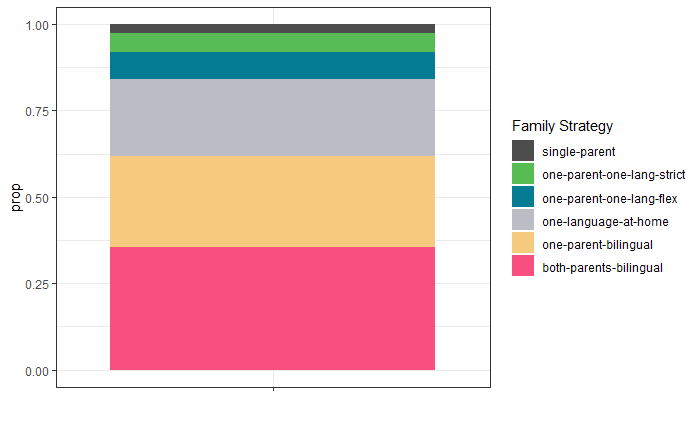 1.00
0.75
0.50
0.25
0.00
prop
Family Strategy
single-parent
one-parent-one-lang-strict
one-parent-one-lang-flex
one-language-at-home
one-parent-bilingual
both-parents-bilingual